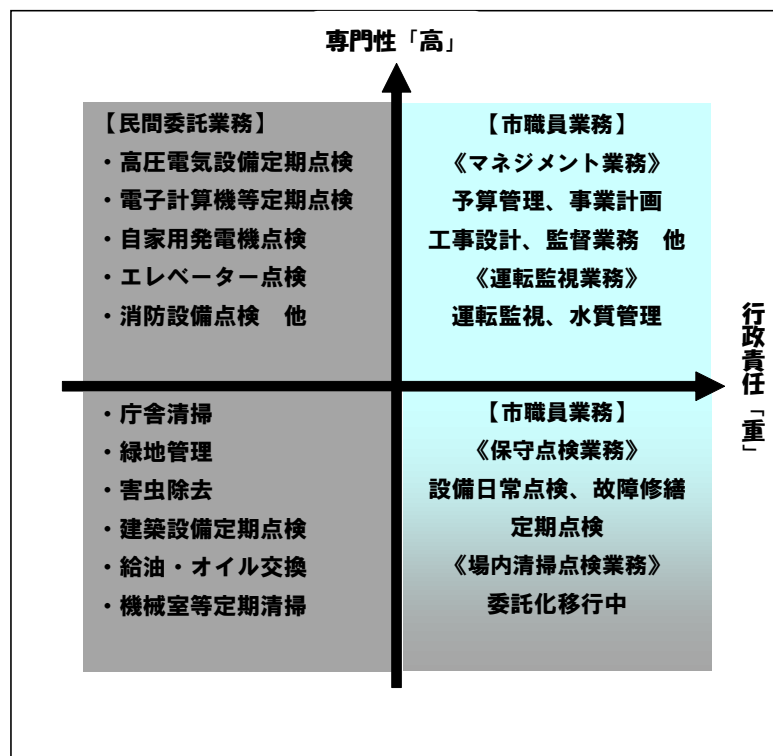 専門性「高」
【民間委託業務】
・高圧電気設備定期点検
・電子計算機等定期点検
・自家用発電機点検
・エレベーター点検
・消防設備点検　他
【市職員業務】
《マネジメント業務》
予算管理、事業計画
工事設計、監督業務　他
《運転監視業務》
運転監視、水質管理
行政責任「重」
・庁舎清掃
・緑地管理
・害虫除去
・建築設備定期点検
・給油・オイル交換
・機械室等定期清掃
【市職員業務】
《保守点検業務》
設備日常点検、故障修繕
定期点検
《場内清掃点検業務》
委託化移行中